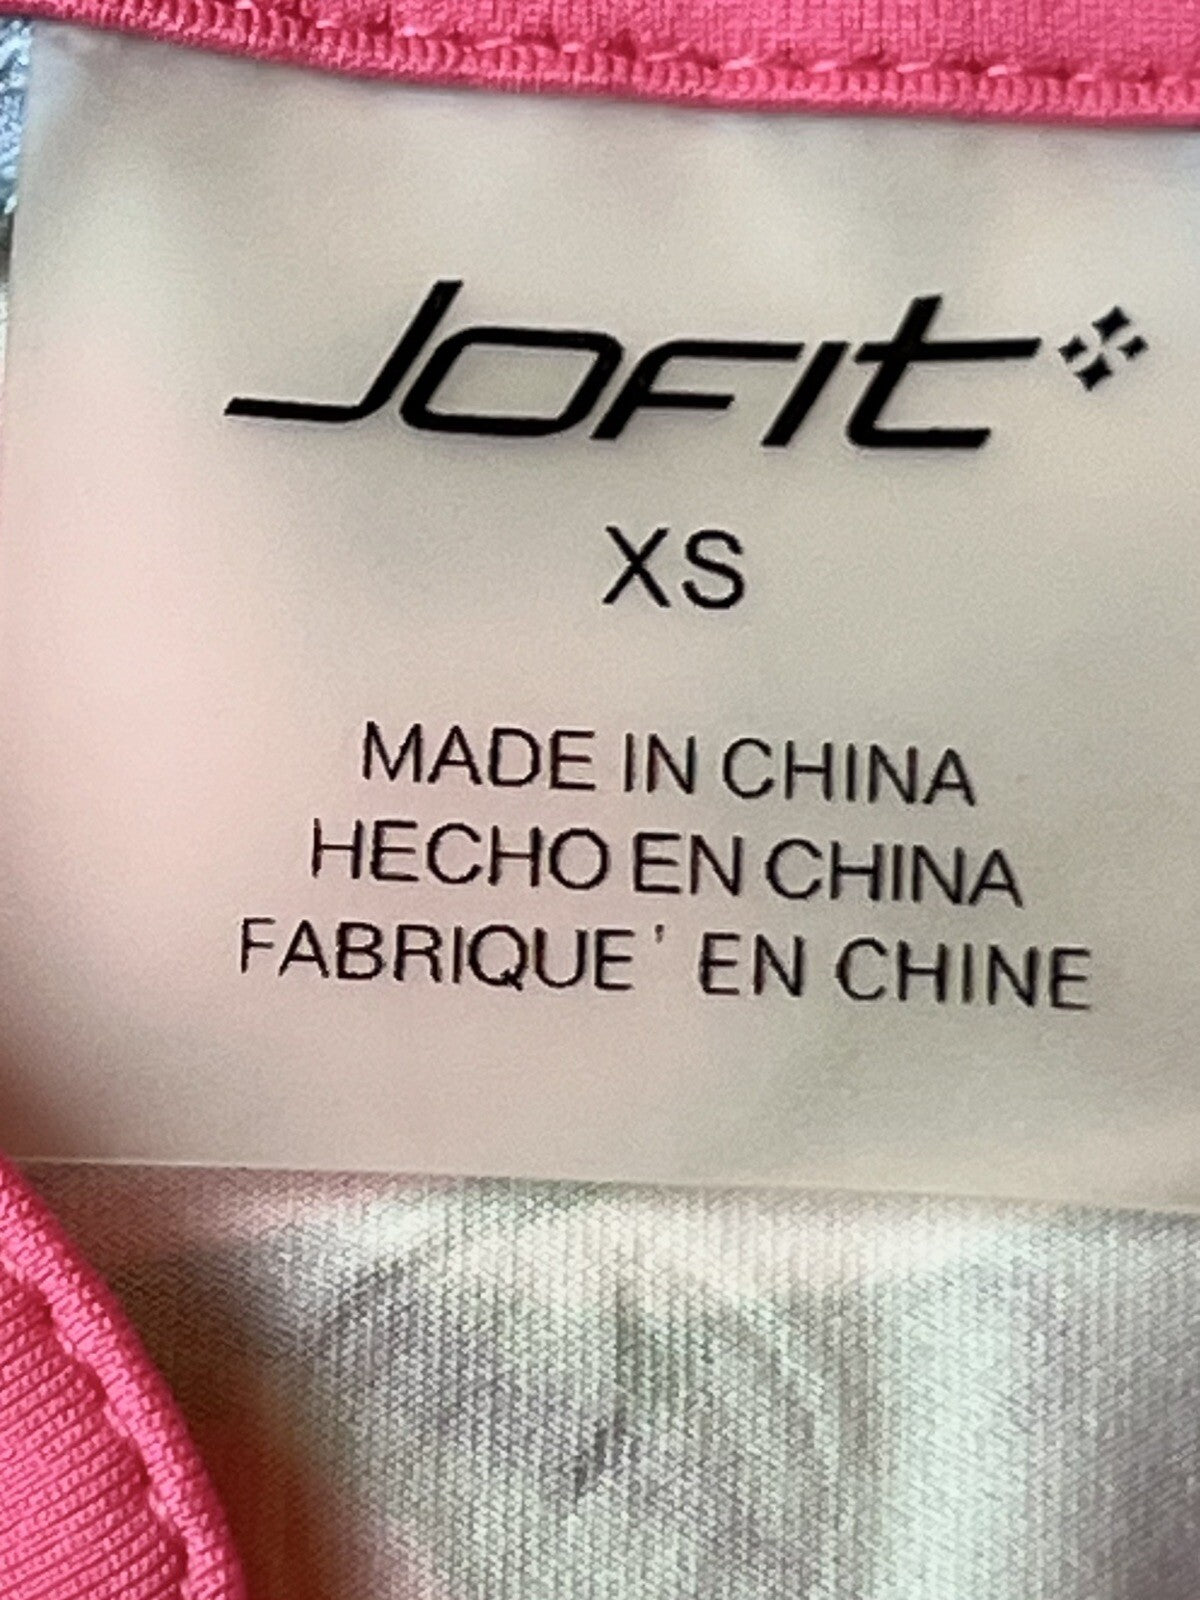 JOFIT
XS
MADE IN CHINA
HECHO EN CHINA
FABRIQUE' EN CHINE